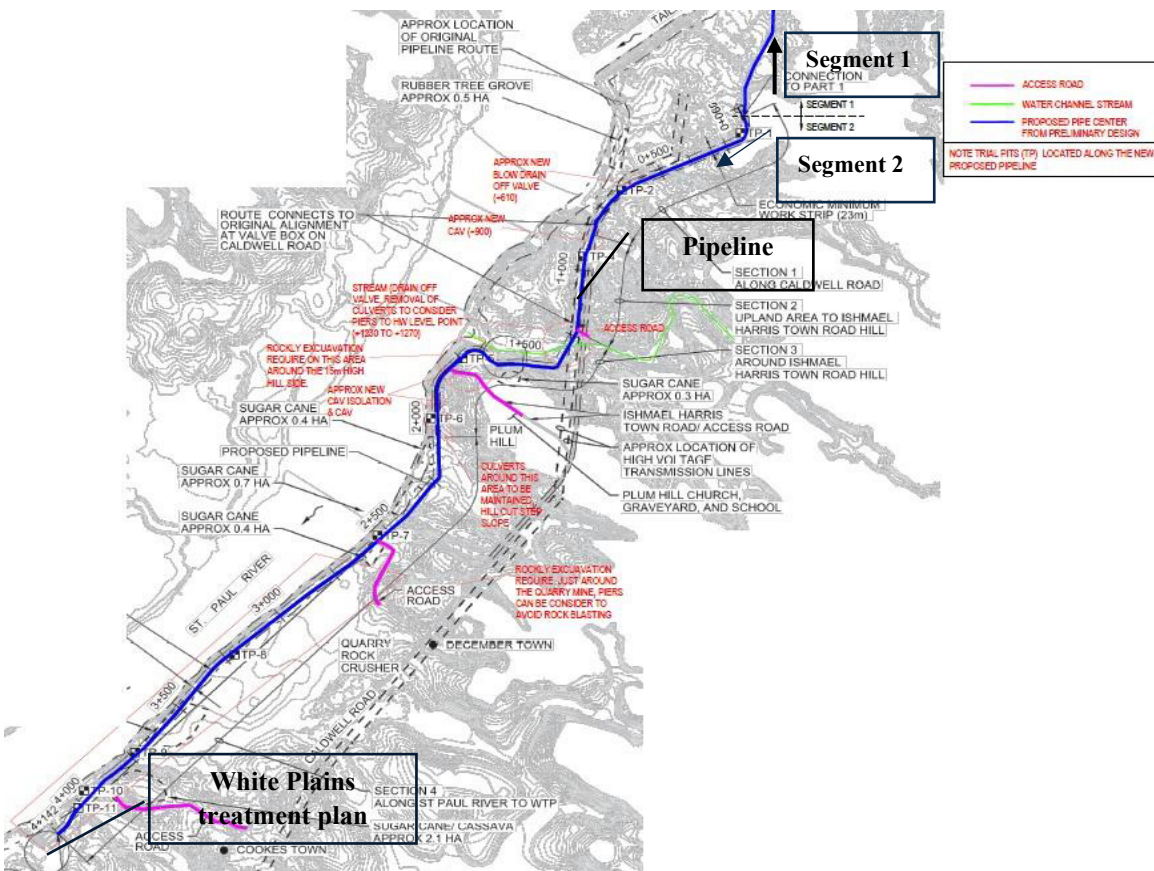 APPROX LOCATION
OF ORIGINAL
PIPELINE ROUTE
RUBBER TREE GROVE
APPROX 0.5 HA
APPROX NEW
BLOW DRAIN
OFF VALVE
(+610)
ROUTE CONNECTS TO
ORIGINAL ALIGNMENT
AT VALVE BOX ON
CALDWELL ROAD
APPROX NEW
CAV (~900)
STREAM (DRAIN OFF
VALVE, REMOVAL OF
CULVERTS TO CONSIDER
PIERS TO HW LEVEL POINT
(+1230 TO +1270)
ROCKLY EXCUAVATION
REQUIRE ON THIS AREA
AROUND THE 15m HIGH
HILL SIDE.
APPROX NEW
CAV ISOLATION
& CAV
SUGAR CANE
APPROX 0.4 HA
PROPOSED PIPELINE
SUGAR CANE
APPROX 0.7 HA
SUGAR CANE
APPROX 0.4 HA
ST. PAUL RIVER
Segment 1
CONNECTION
TO PART 1
SEGMENT 1
SEGMENT 2
Segment 2
ECONOMIC MINIMUM
WORK STRIP (23m)
Pipeline
SECTION 1
ALONG CALDWELL ROAD
SECTION 2
UPLAND AREA TO ISHMAEL
HARRIS TOWN ROAD HILL
SECTION 3
AROUND ISHMAEL
HARRIS TOWN ROAD HILL
ACCESS ROAD
SUGAR CANE
APPROX 0.3 HA
ISHMAEL HARRIS
TOWN ROAD/ ACCESS ROAD
APPROX LOCATION OF
HIGH VOLTAGE
TRANSMISSION LINES
PLUM HILL CHURCH,
GRAVEYARD, AND SCHOOL
PLUM
HILL
CULVERTS
AROUND THIS
AREA TO BE
MAINTAINED,
HILL CUT STEP
SLOPE
ROCKLY EXCUAVATION
REQUIRE, JUST AROUND
THE QUARRY MINE, PIERS
CAN BE CONSIDER TO
AVOID ROCK BLASTING
ACCESS
ROAD
QUARRY
ROCK
CRUSHER
DECEMBER TOWN
CALDWELL ROAD
White Plains
treatment plan
SECTION 4
ALONG ST PAUL RIVER TO WTP
SUGAR CANE/ CASSAVA
APPROX 2.1 HA
ACCESS
ROAD
COOKES TOWN
TP-2
TP-6
TP-7
TP-8
TP-10
TP-11
0+500
1+000
1+500
2+000
2+500
3+000
3+500
4+000
4+142
ACCESS ROAD
WATER CHANNEL STREAM
PROPOSED PIPE CENTER
FROM PRELIMINARY DESIGN
NOTE TRIAL PITS (TP) LOCATED ALONG THE NEW
PROPOSED PIPELINE